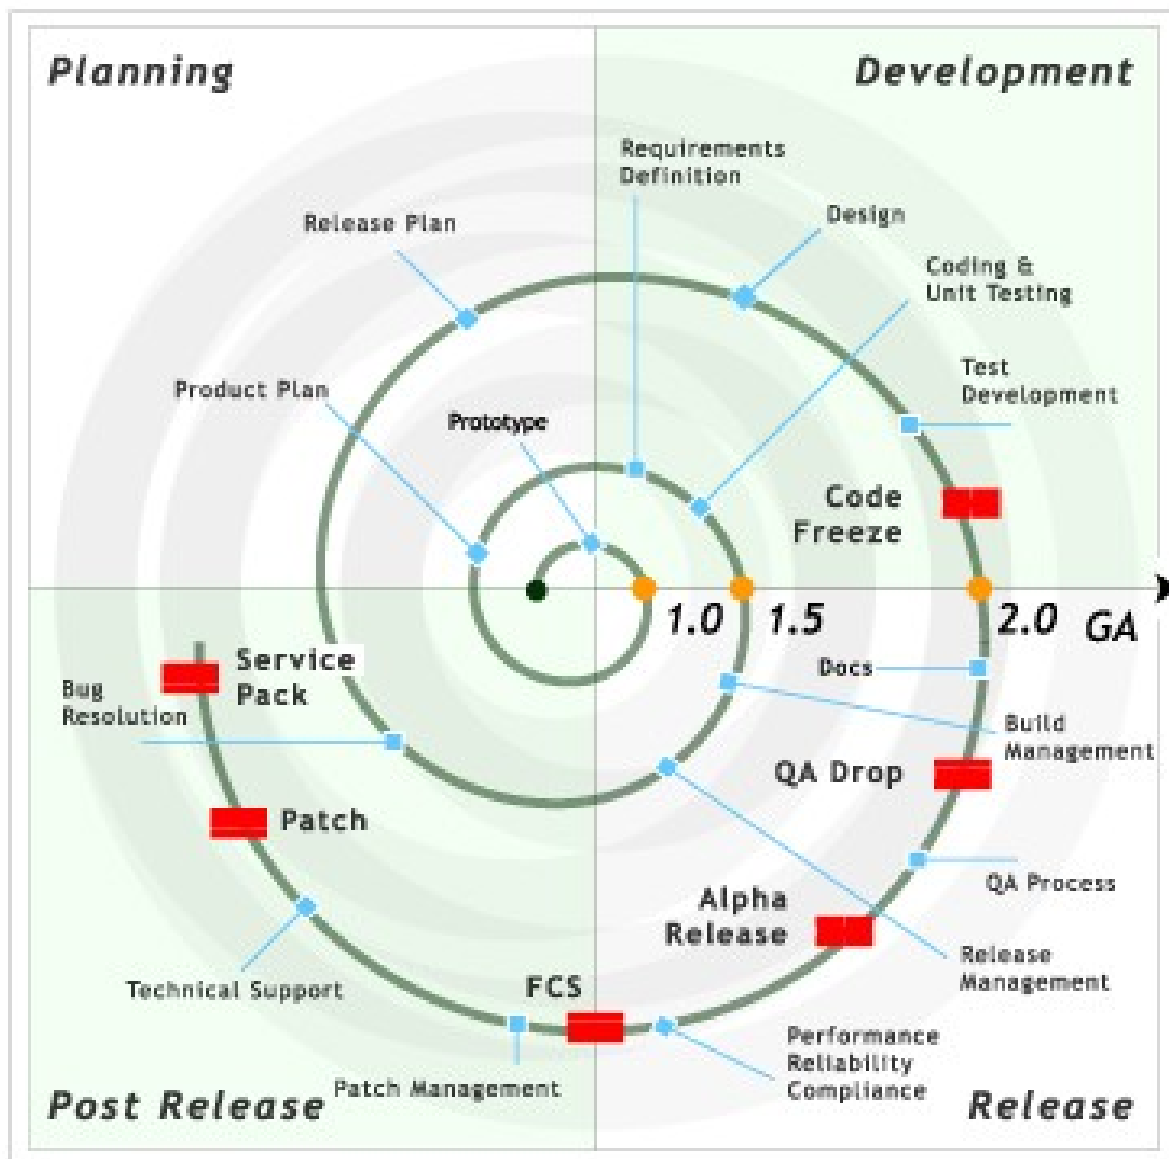 Planning
Development
Requirements
Definition
Release Plan
Design
Coding &
Unit Testing
Product Plan
Test
Development
Prototype
Code
Freeze
1.0
1.5
2.0
GA
Service
Pack
Bug
Resolution
Docs
Build
Management
QA Drop
Patch
QA Process
Alpha
Release
Release
Management
Technical Support
FCS
Performance
Reliability
Compliance
Patch Management
Post Release
Release